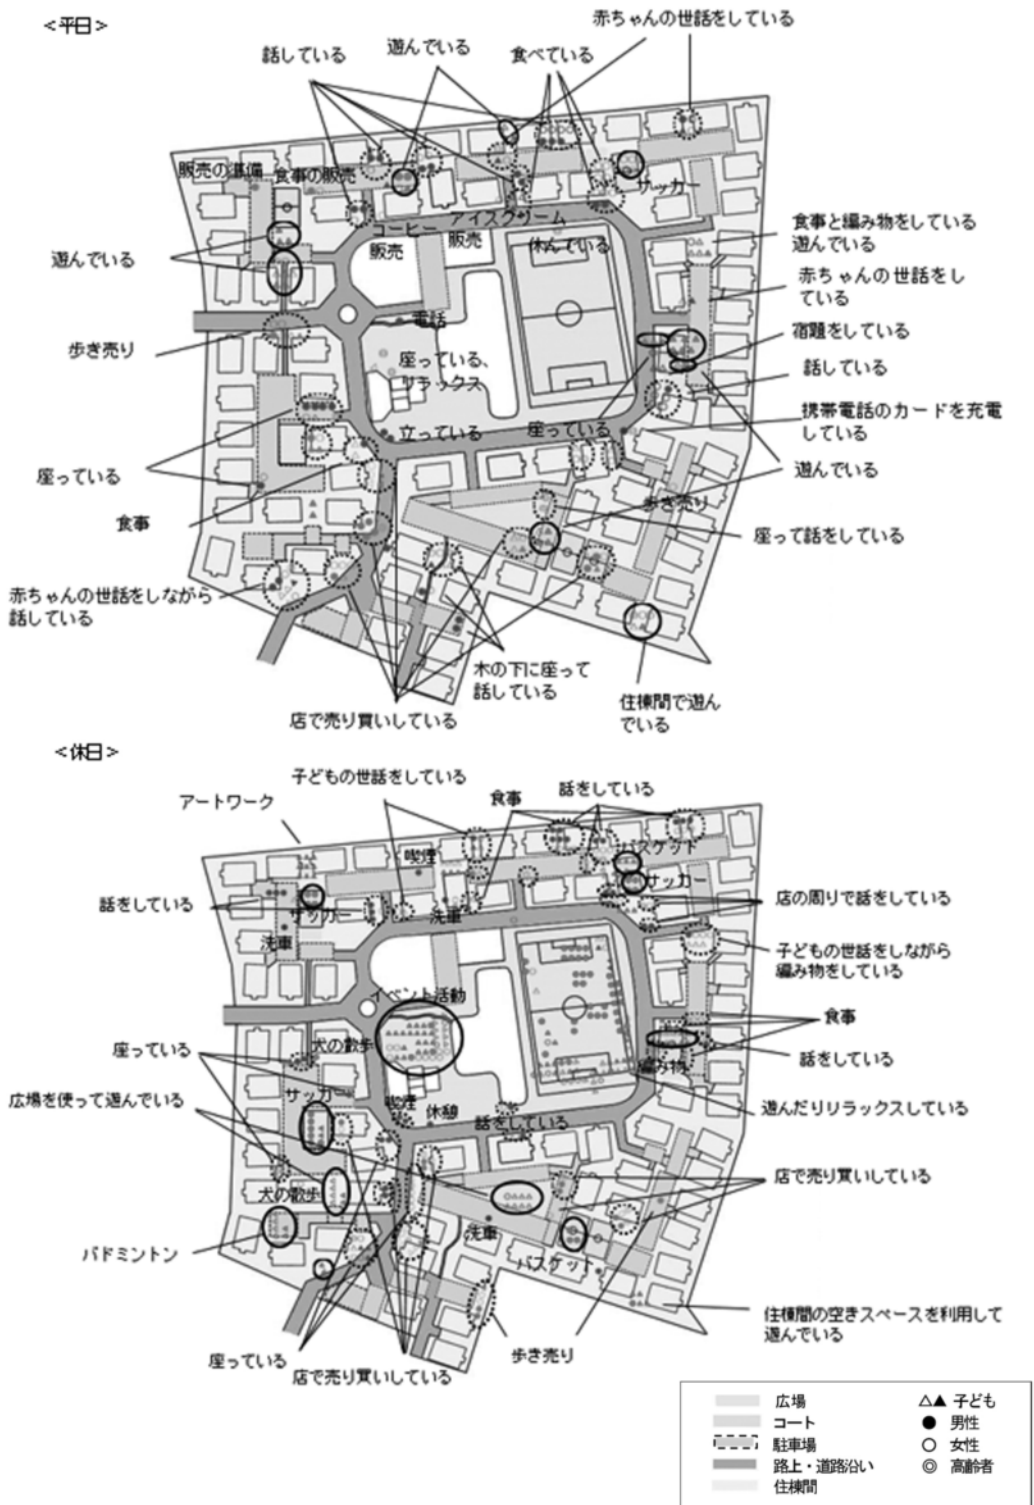 ＜平日＞
赤ちゃんの世話をしている
話している
遊んでいる
食べている
販売の準備
食事の販売
サッカー
コーヒー
販売
アイスクリーム
販売
休んでいる
食事と編み物をしている
遊んでいる
遊んでいる
赤ちゃんの世話をし
ている
電話
宿題をしている
歩き売り
座っている、
リラックス
話している
携帯電話のカードを充電
している
立っている
座っている
座っている
遊んでいる
歩き売り
食事
座って話をしている
赤ちゃんの世話をしながら
話している
木の下に座って
話している
店で売り買いしている
住棟間で遊ん
でいる
＜休日＞
子どもの世話をしている
アートワーク
食事
話をしている
喫煙
バスケット
サッカー
話をしている
サッカー
洗車
店の周りで話をしている
洗車
子どもの世話をしながら
編み物をしている
イベント活動
食事
座っている
犬の散歩
話をしている
編み物
サッカー
広場を使って遊んでいる
喫煙
休憩
遊んだりリラックスしている
話をしている
店で売り買いしている
犬の散歩
洗車
バドミントン
バスケット
住棟間の空きスペースを利用して
遊んでいる
歩き売り
座っている
店で売り買いしている
広場
コート
駐車場
路上・道路沿い
住棟間
△▲ 子ども
● 男性
○ 女性
◎ 高齢者